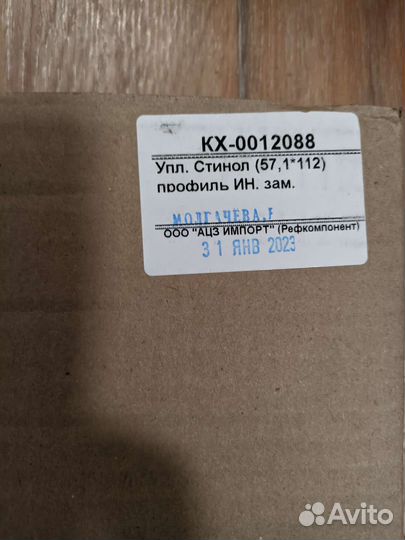 КХ-0012088
Упл. Стинол (57,1*112)
профиль ИН. зам.
МОЛГАЧЕВА.Е
ООО "АЦЗ ИМПОРТ" (Рефкомпонент)
31 ЯНВ 2023
Avito